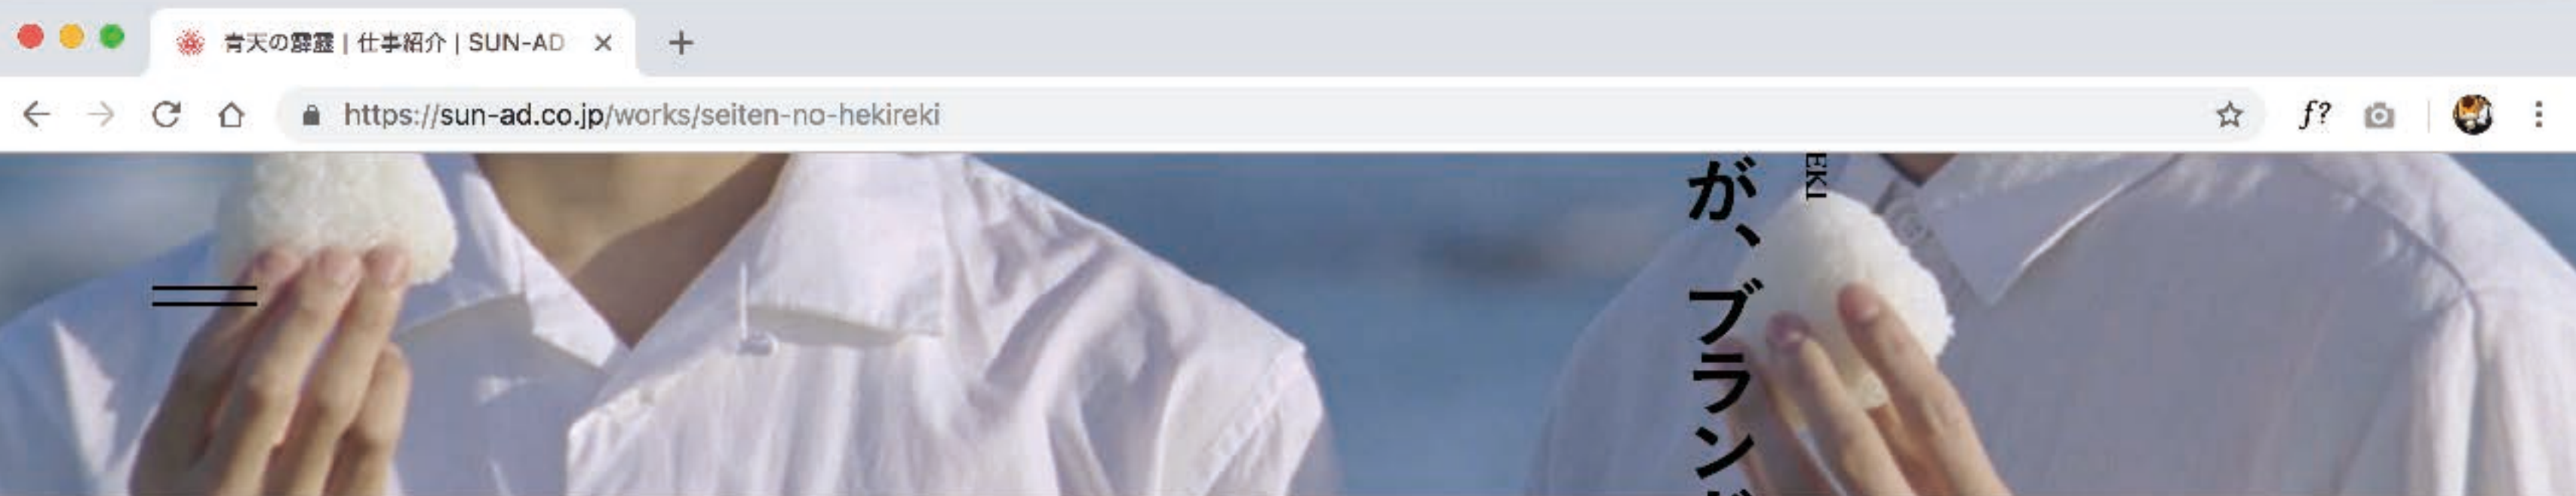 青天の霹靂 | 仕事紹介 | SUN-AD
https://sun-ad.co.jp/works/seiten-no-hekireki
f?
EKI
が、ブラン